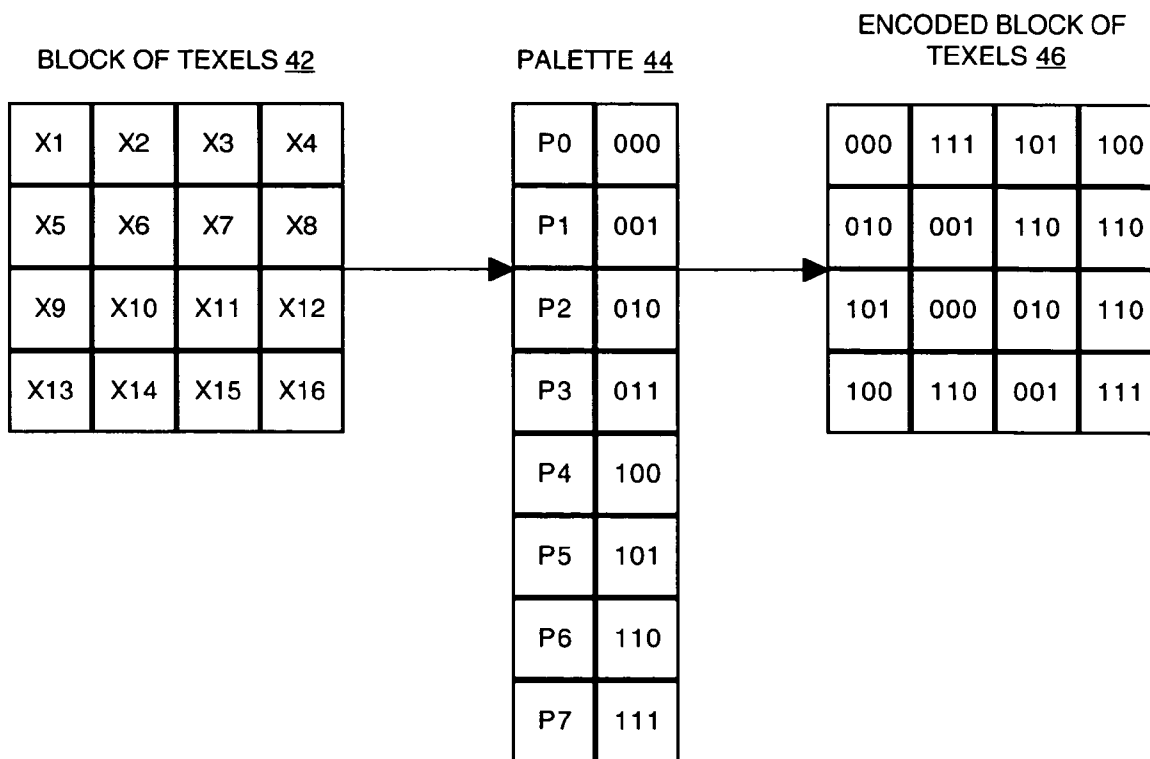 BLOCK OF TEXELS 42
X1 X2 X3 X4
X5 X6 X7 X8
X9 X10 X11 X12
X13 X14 X15 X16
PALETTE 44
P0 000
P1 001
P2 010
P3 011
P4 100
P5 101
P6 110
P7 111
ENCODED BLOCK OF
TEXELS 46
000 111 101 100
010 001 110 110
101 000 010 110
100 110 001 111